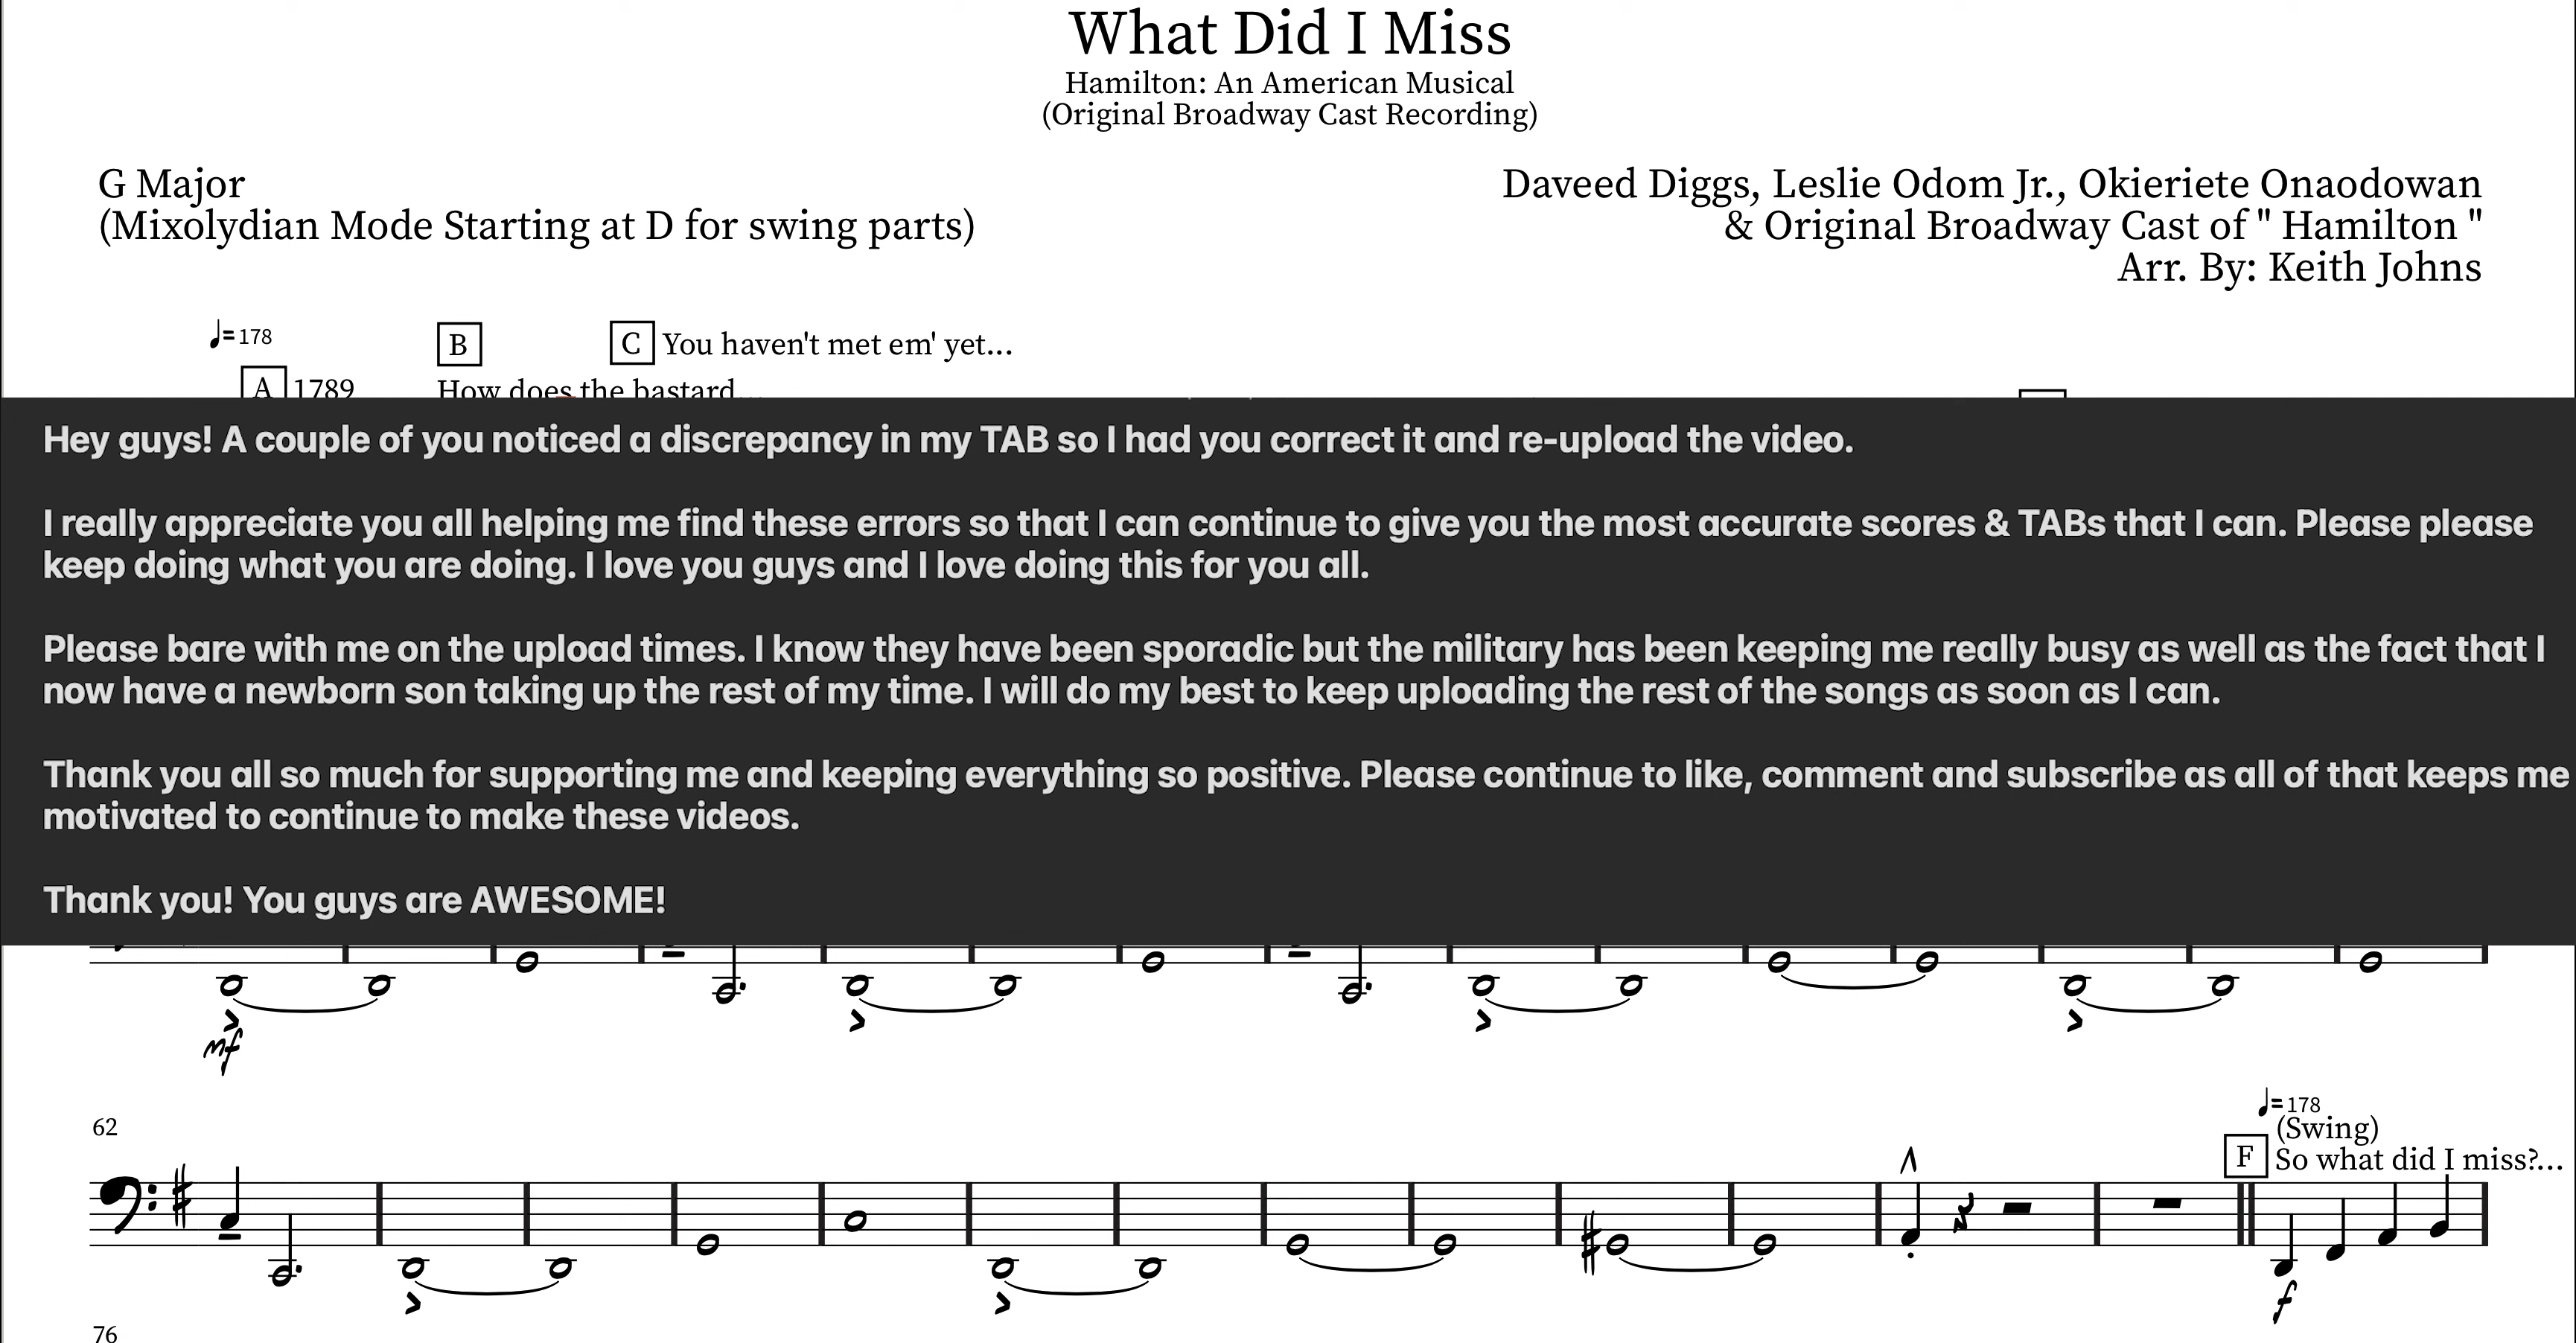 What Did I Miss
Hamilton: An American Musical
(Original Broadway Cast Recording)
G Major
(Mixolydian Mode Starting at D for swing parts)
Daveed Diggs, Leslie Odom Jr., Okieriete Onaodowan
& Original Broadway Cast of " Hamilton "
Arr. By: Keith Johns
♩=178
B
C You haven't met em' yet...
A 1789
How does the bastard...
Hey guys! A couple of you noticed a discrepancy in my TAB so I had you correct it and re-upload the video.
I really appreciate you all helping me find these errors so that I can continue to give you the most accurate scores & TABs that I can. Please please
keep doing what you are doing. I love you guys and I love doing this for you all.
Please bare with me on the upload times. I know they have been sporadic but the military has been keeping me really busy as well as the fact that I
now have a newborn son taking up the rest of my time. I will do my best to keep uploading the rest of the songs as soon as I can.
Thank you all so much for supporting me and keeping everything so positive. Please continue to like, comment and subscribe as all of that keeps me
motivated to continue to make these videos.
Thank you! You guys are AWESOME!
mf
62
♩=178
(Swing)
F So what did I miss?...
f
76